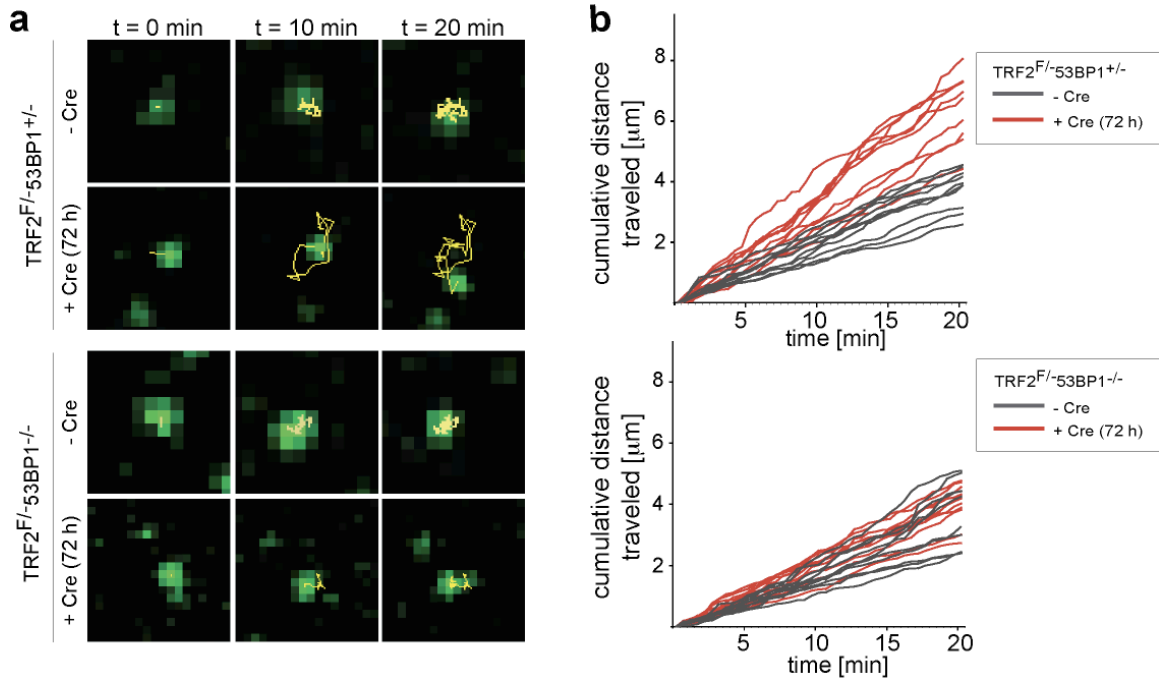 a
t = 0 min t = 10 min t = 20 min
TRF2F/-53BP1+/-
- Cre
+ Cre (72 h)
TRF2F/-53BP1-/-
- Cre
+ Cre (72 h)
b
cumulative distance
traveled [μm]
8
6
4
2
5 10 15 20
time [min]
TRF2F/-53BP1+/-
- Cre
+ Cre (72 h)
cumulative distance
traveled [μm]
8
6
4
2
5 10 15 20
time [min]
TRF2F/-53BP1-/-
- Cre
+ Cre (72 h)